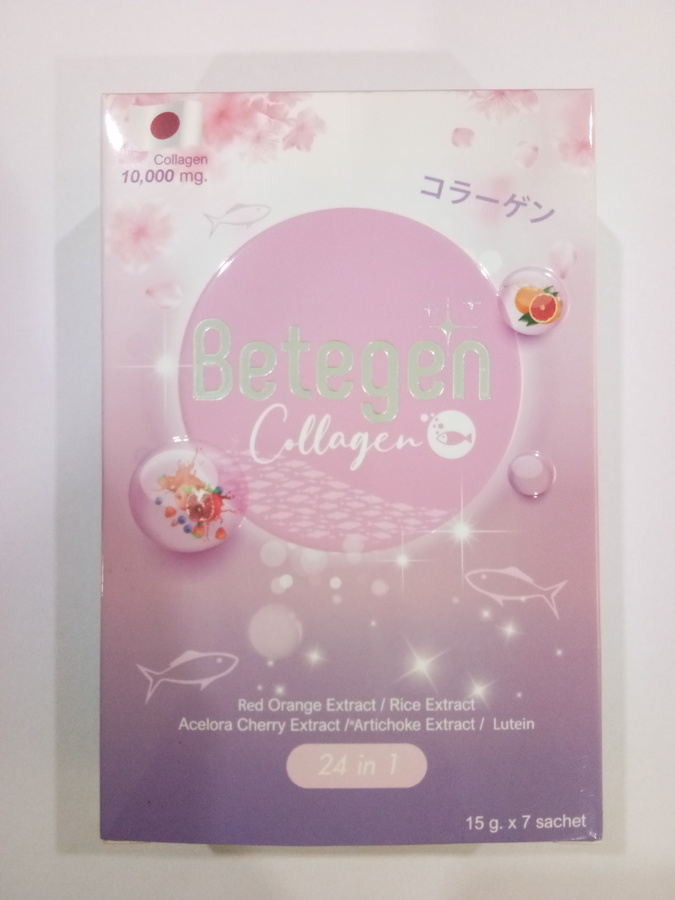 Collagen
10,000 mg.
コラーゲン
Betegen
Collagen
Red Orange Extract / Rice Extract
Acelora Cherry Extract /*Artichoke Extract / Lutein
24 in 1
15 g. x 7 sachet